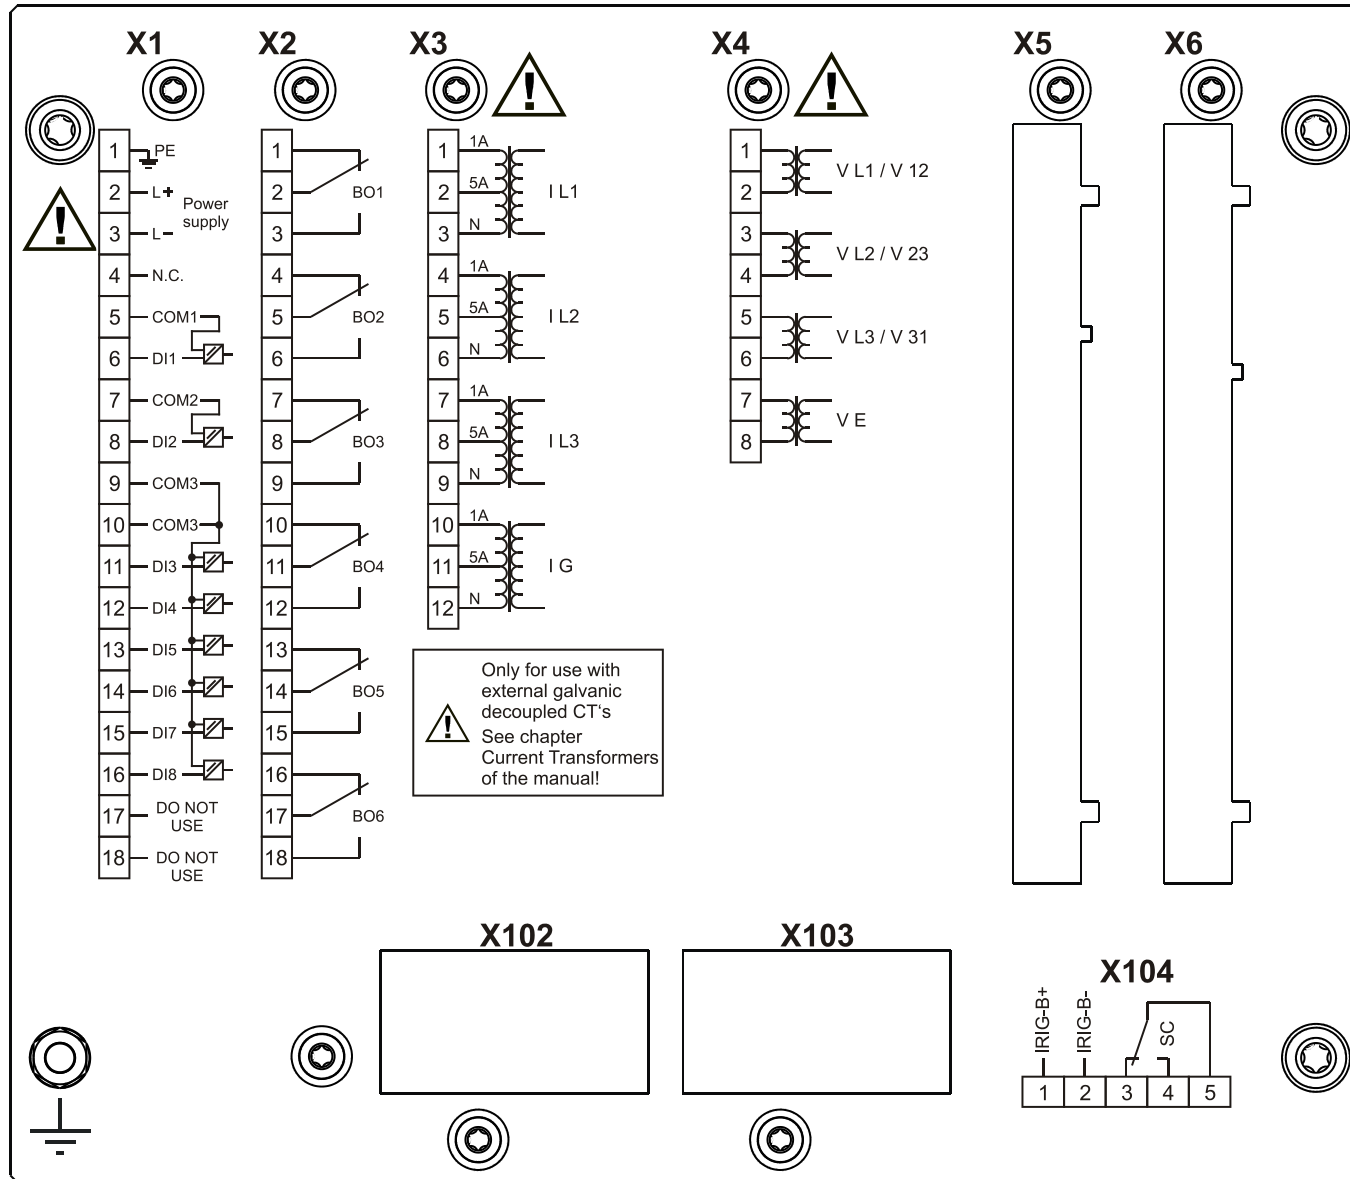 X1
X2
X3
X4
X5
X6
1 PE
2 L+
Power
supply
3 L-
4 N.C.
5 COM1
6 DI1
7 COM2
8 DI2
9 COM3
10 COM3
11 DI3
12 DI4
13 DI5
14 DI6
15 DI7
16 DI8
17 DO NOT
USE
18 DO NOT
USE
1
2 BO1
3
4
5 BO2
6
7
8 BO3
9
10
11 BO4
12
13
14 BO5
15
16
17 BO6
18
!
!
!
1 1A
2 5A I L1
3 N
4 1A
5 5A I L2
6 N
7 1A
8 5A I L3
9 N
10 1A
11 5A I G
12 N
!
Only for use with
external galvanic
decoupled CT‘s
See chapter
Current Transformers
of the manual!
1
V L1 / V 12
2
3
V L2 / V 23
4
5
V L3 / V 31
6
7
V E
8
X102
X103
X104
IRIG-B+
IRIG-B-
SC
1 2 3 4 5